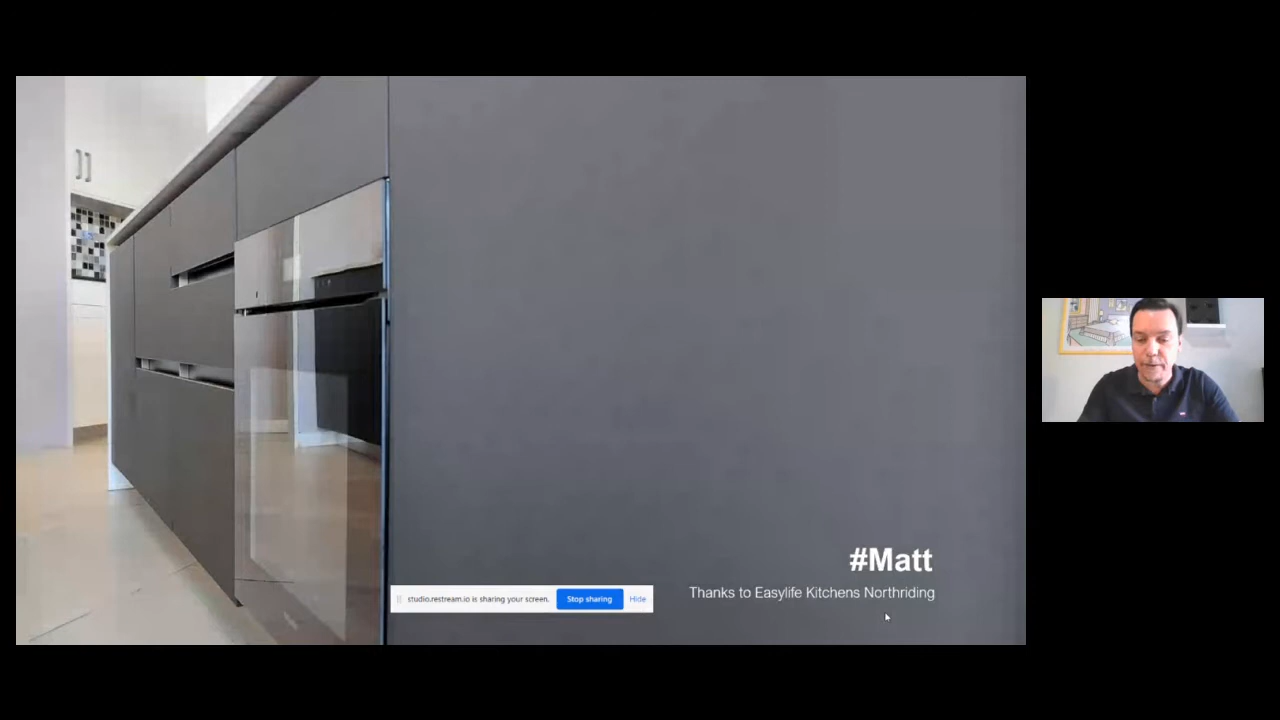 #Matt
Thanks to Easylife Kitchens Northriding
studio.restream.io is sharing your screen. Stop sharing Hide